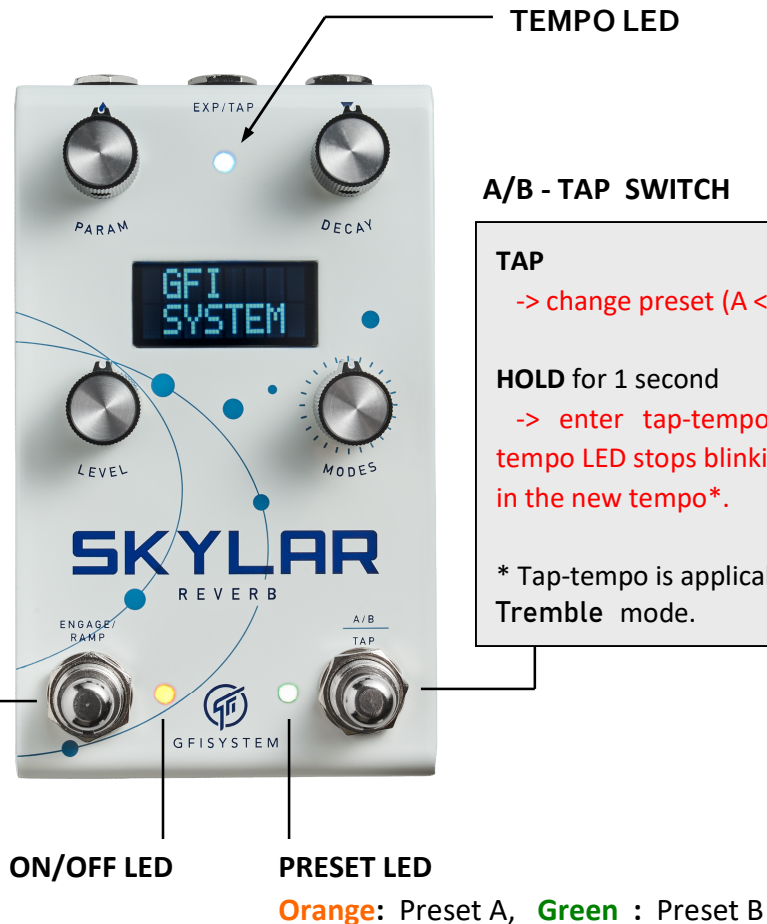 TEMPO LED
EXP/TAP
PARAM
DECAY
GFI
SYSTEM
LEVEL
MODES
SKYLAR
REVERB
ENGAGE/
RAMP
A/B
TAP
GFISYSTEM
A/B - TAP SWITCH
TAP
-> change preset (A <
HOLD for 1 second
-> enter tap-tempo
tempo LED stops
in the new tempo*.
* Tap-tempo is
Tremble mode.
ON/OFF LED
PRESET LED
Orange: Preset A, Green : Preset B